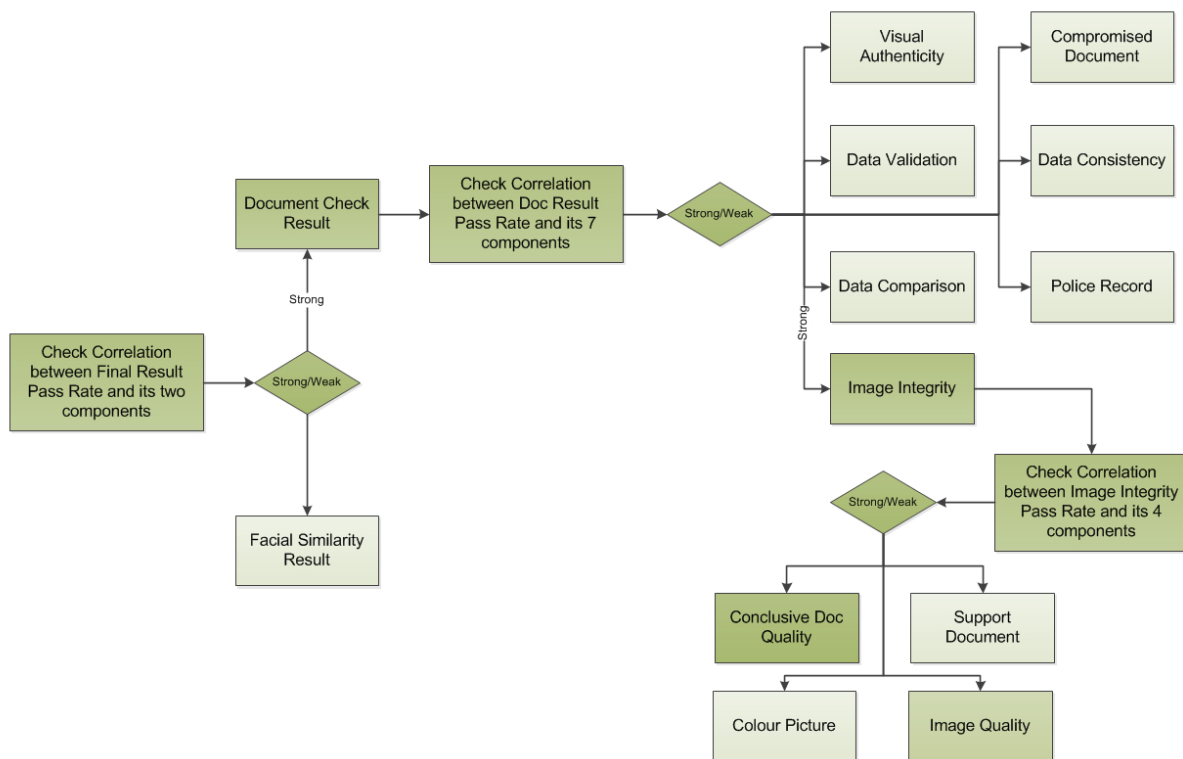 Visual
Authenticity
Compromised
Document
Data Validation
Data Consistency
Document Check
Result
Check Correlation
between Doc Result
Pass Rate and its 7
components
Strong/Weak
Data Comparison
Police Record
Strong
Strong
Check Correlation
between Final Result
Pass Rate and its two
components
Strong/Weak
Image Integrity
Check Correlation
between Image Integrity
Pass Rate and its 4
components
Strong/Weak
Facial Similarity
Result
Conclusive Doc
Quality
Support
Document
Colour Picture
Image Quality